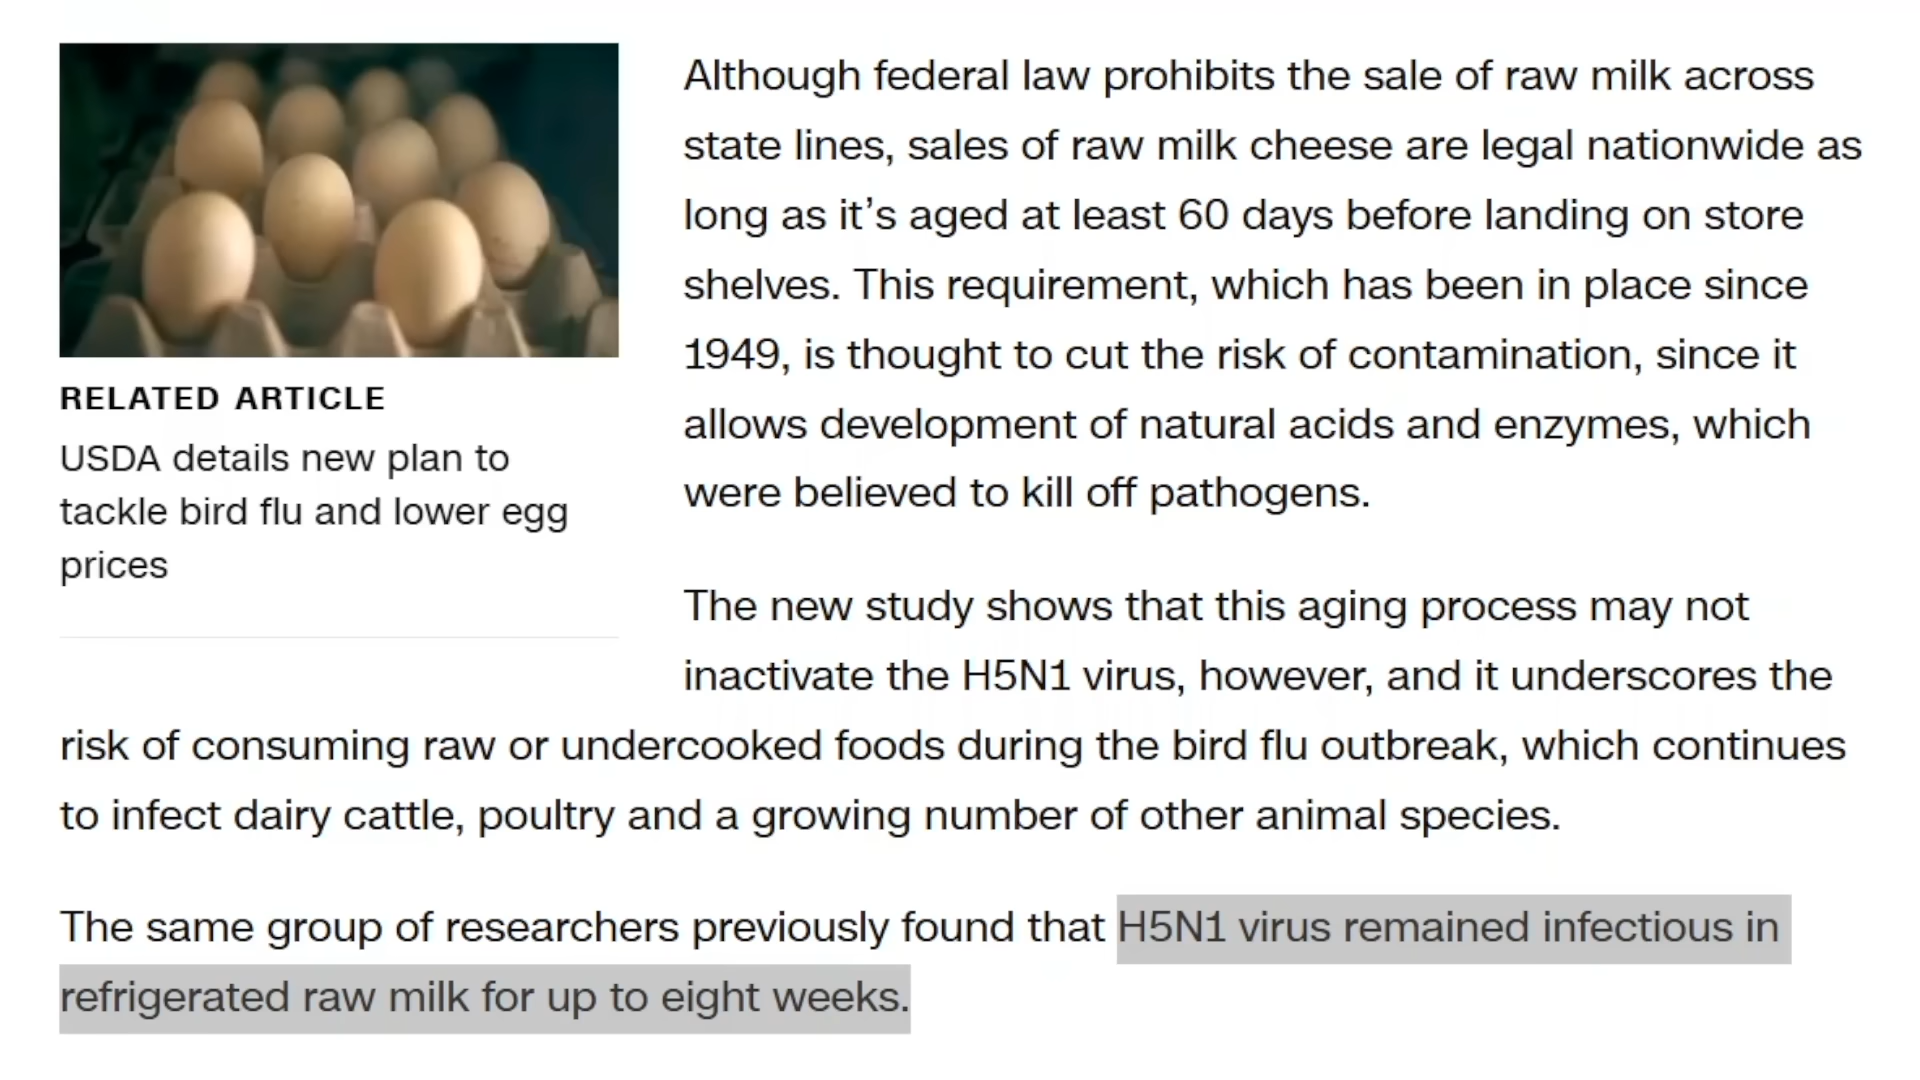 Although federal law prohibits the sale of raw milk across
state lines, sales of raw milk cheese are legal nationwide as
long as it’s aged at least 60 days before landing on store
shelves. This requirement, which has been in place since
1949, is thought to cut the risk of contamination, since it
allows development of natural acids and enzymes, which
were believed to kill off pathogens.
RELATED ARTICLE
USDA details new plan to
tackle bird flu and lower egg
prices
The new study shows that this aging process may not
inactivate the H5N1 virus, however, and it underscores the
risk of consuming raw or undercooked foods during the bird flu outbreak, which continues
to infect dairy cattle, poultry and a growing number of other animal species.
The same group of researchers previously found that H5N1 virus remained infectious in
refrigerated raw milk for up to eight weeks.